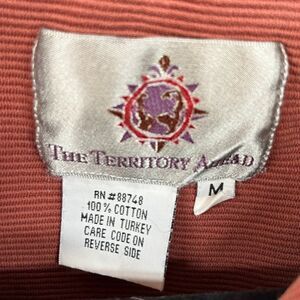 THE TERRITORY AHEAD
M
RN #88748
100% COTTON
MADE IN TURKEY
CARE CODE ON
REVERSE SIDE